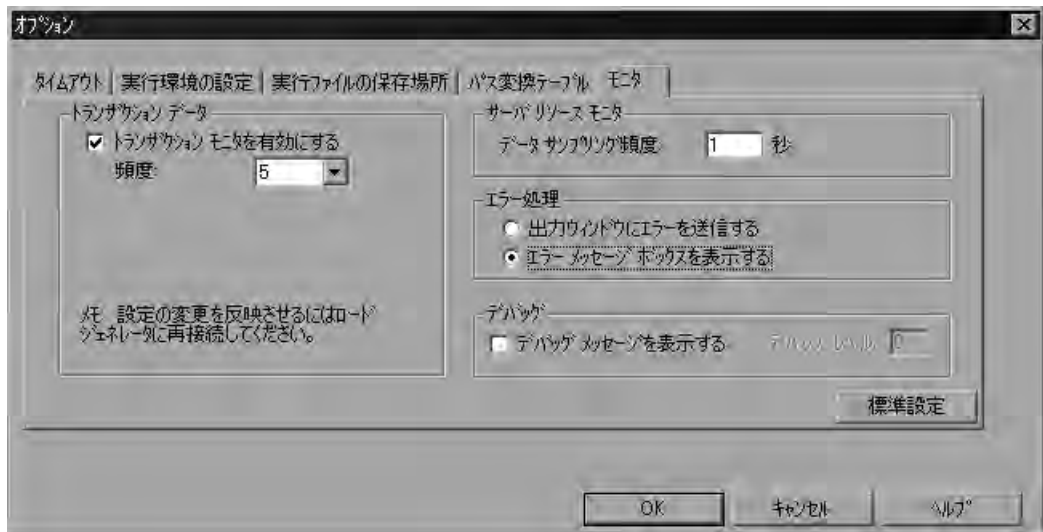 オプション
タイムアウト
実行環境の設定
実行ファイルの保存場所
パス変換テーブル
モニタ
トランザクション データ
トランザクション モニタを有効にする
頻度:
5
メモ 設定の変更を反映させるにはロード
ジェネレータに再接続してください。
サーバ リソース モニタ
データ サンプリング頻度:
1 秒
エラー処理
出力ウィンドウにエラーを送信する
エラー メッセージ ボックスを表示する
デバッグ
デバッグ メッセージを表示する
デバッグ レベル:
標準設定
OK
キャンセル
ヘルプ